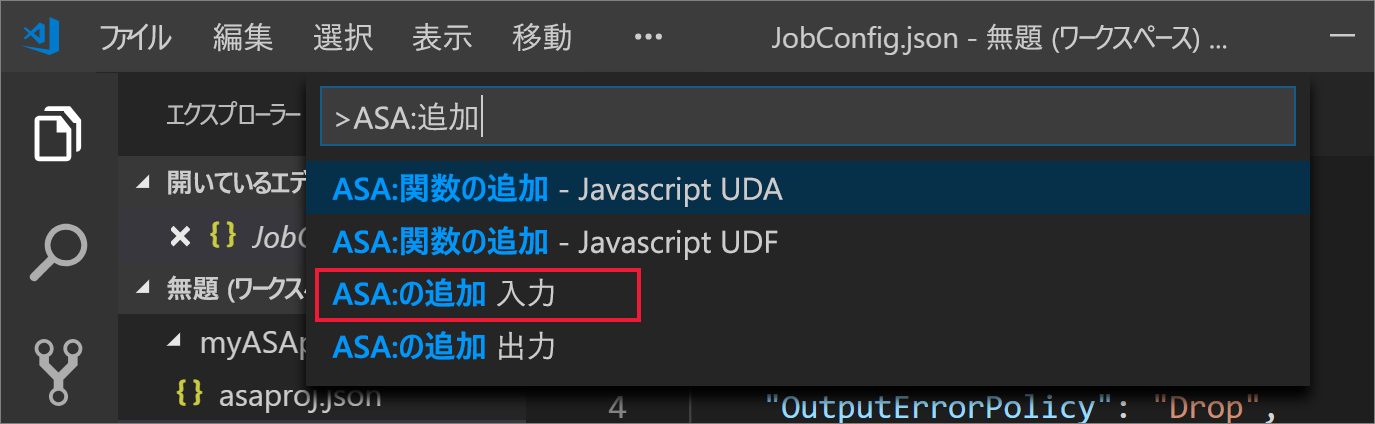 ファイル 編集 選択 表示 移動 ••• JobConfig.json - 無題 (ワークスペース) ...
エクスプローラー
>ASA:追加
ASA:関数の追加 - Javascript UDA
ASA:関数の追加 - Javascript UDF
ASA:の追加 入力
ASA:の追加 出力
開いているエデ
{} JobC
無題 (ワークスペ
myASAp
{} asaproj.json
4 "OutputErrorPolicy": "Drop",